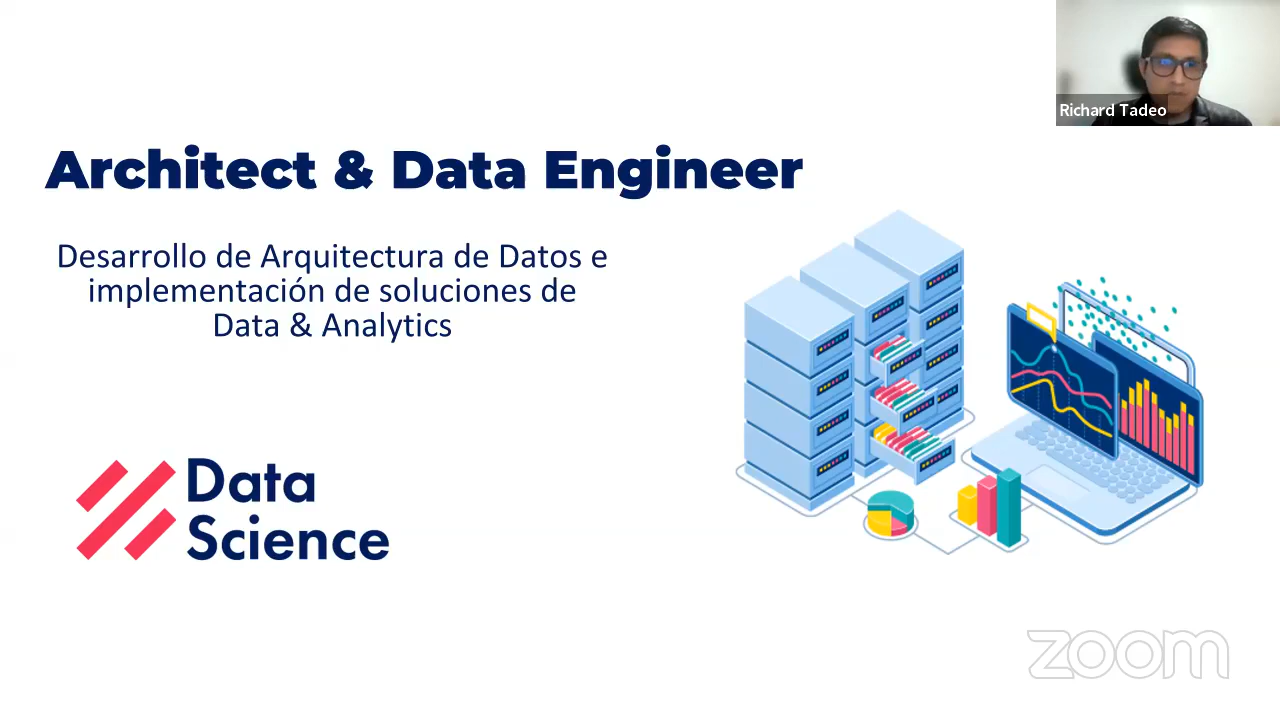 Richard Tadeo
Architect & Data Engineer
Desarrollo de Arquitectura de Datos e
implementación de soluciones de
Data & Analytics
Data
Science
zoom